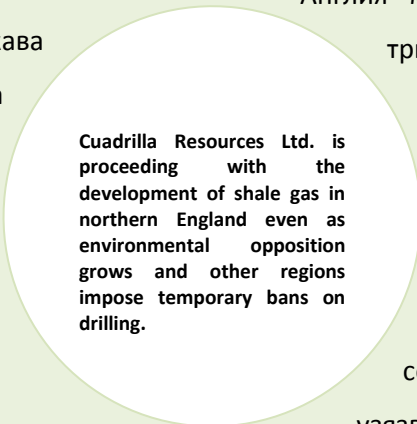 Cuadrilla Resources Ltd. is
proceeding with the
development of shale gas in
northern England even as
environmental opposition
grows and other regions
impose temporary bans on
drilling.